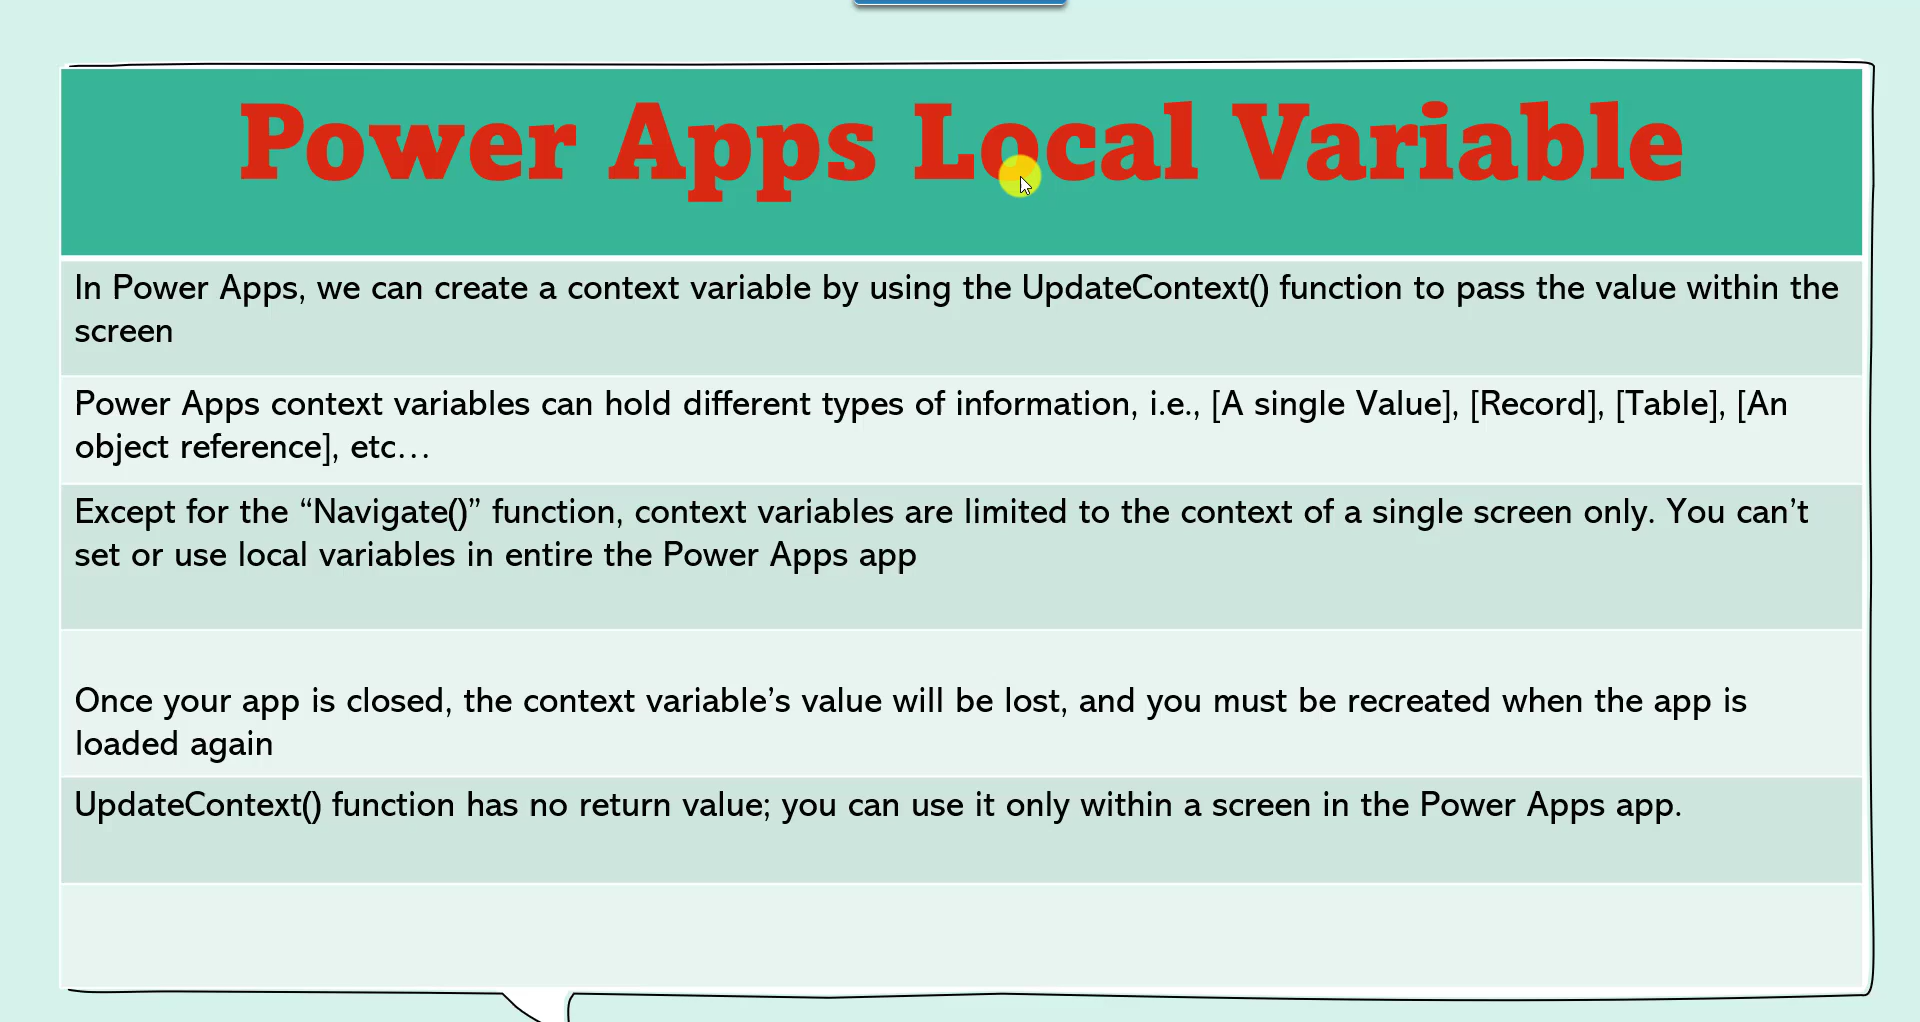 Power Apps Local Variable
In Power Apps, we can create a context variable by using the UpdateContext() function to pass the value within the
screen
Power Apps context variables can hold different types of information, i.e., [A single Value], [Record], [Table], [An
object reference], etc…
Except for the “Navigate()” function, context variables are limited to the context of a single screen only. You can’t
set or use local variables in entire the Power Apps app
Once your app is closed, the context variable’s value will be lost, and you must be recreated when the app is
loaded again
UpdateContext() function has no return value; you can use it only within a screen in the Power Apps app.